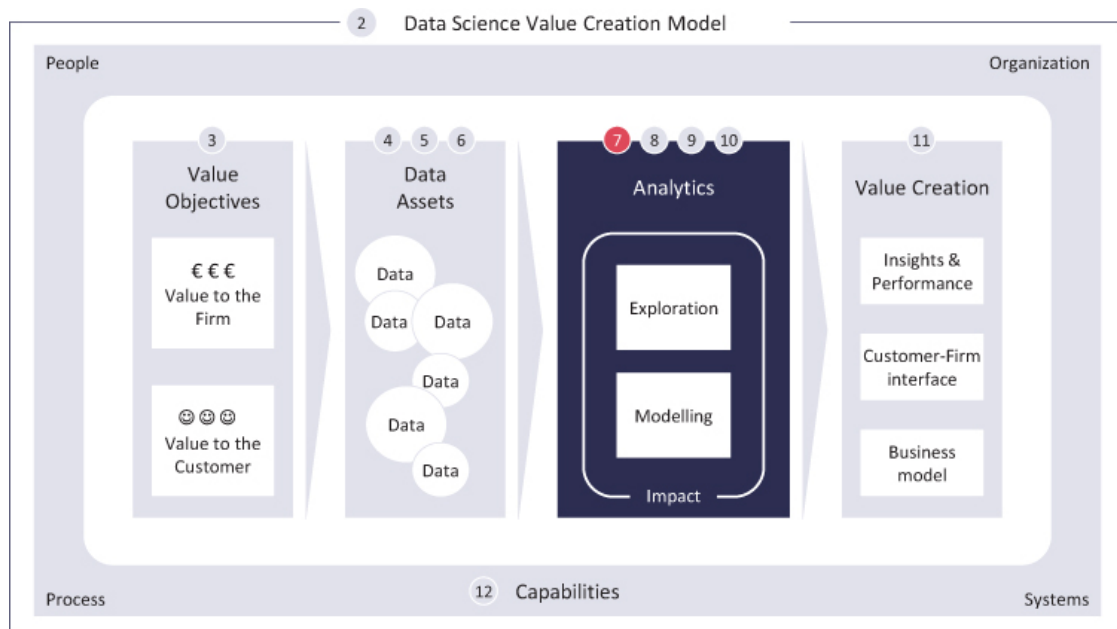 2 Data Science Value Creation Model
People
Organization
3
Value
Objectives
€ € €
Value to the
Firm
☺ ☺ ☺
Value to the
Customer
4 5 6
Data
Assets
Data
Data
Data
Data
Data
Data
7 8 9 10
Analytics
Exploration
Modelling
Impact
11
Value Creation
Insights &
Performance
Customer-Firm
interface
Business
model
Process
12 Capabilities
Systems